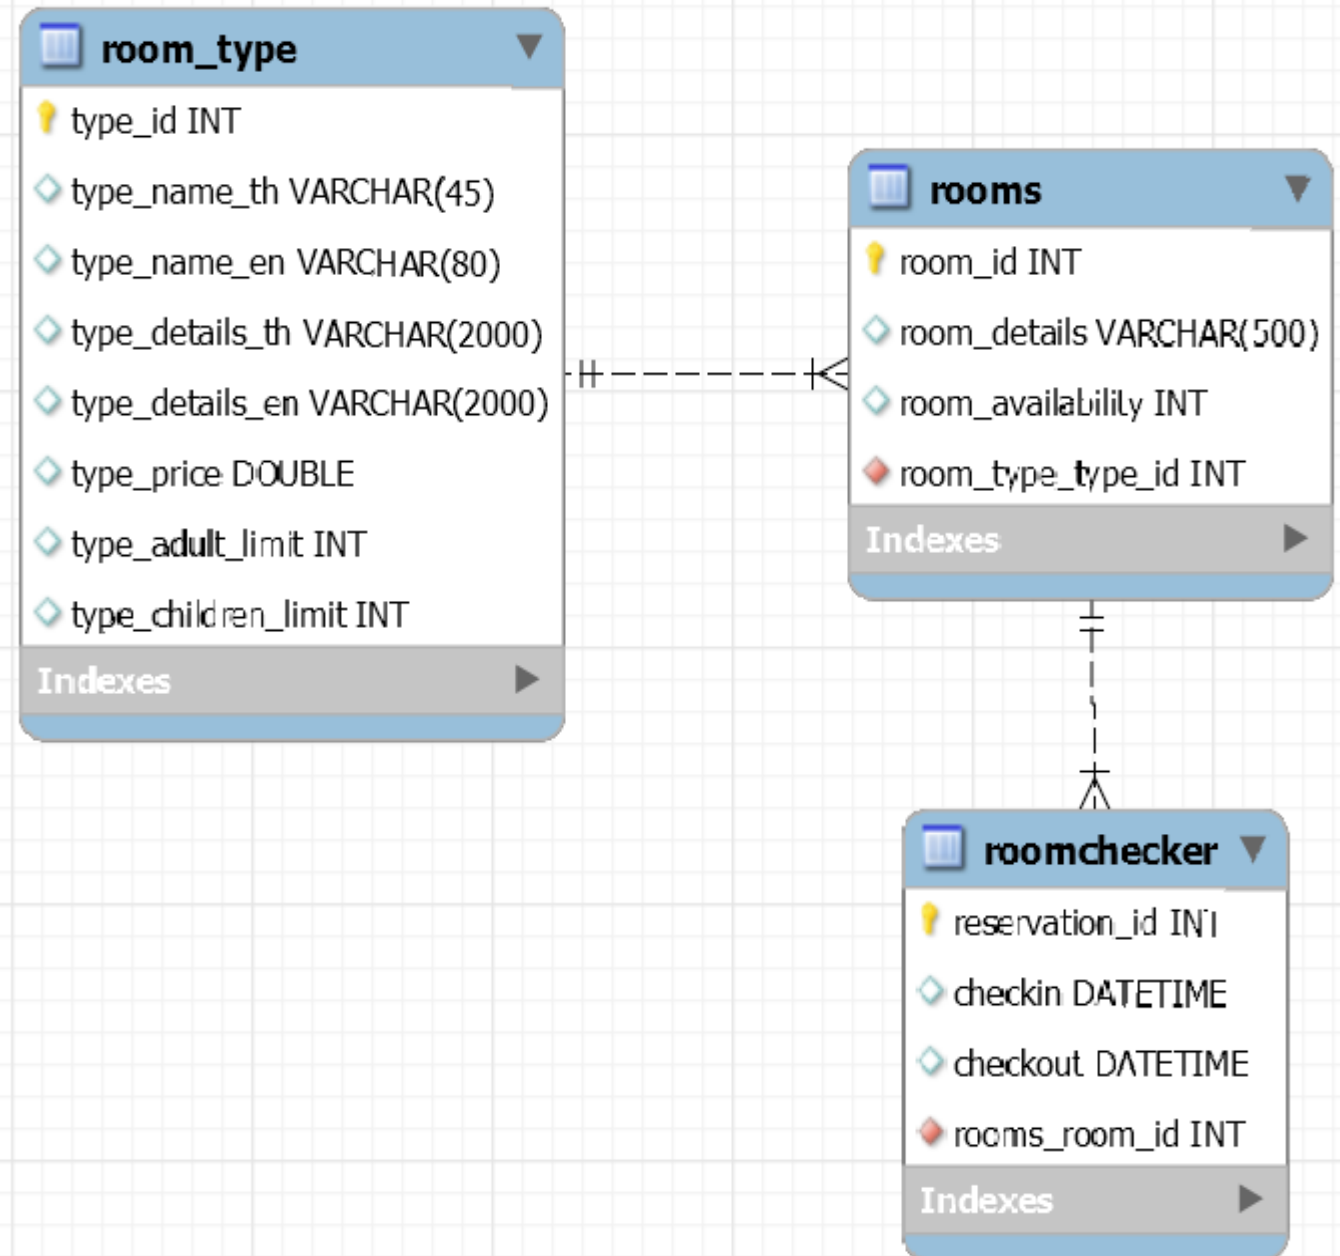 room_type
type_id INT
type_name_th VARCHAR(45)
type_name_en VARCHAR(80)
type_details_th VARCHAR(2000)
type_details_en VARCHAR(2000)
type_price DOUBLE
type_adult_limit INT
type_children_limit INT
Indexes
rooms
room_id INT
room_details VARCHAR(500)
room_availability INT
room_type_type_id INT
Indexes
roomchecker
reservation_id INT
checkin DATETIME
checkout DATETIME
rooms_room_id INT
Indexes